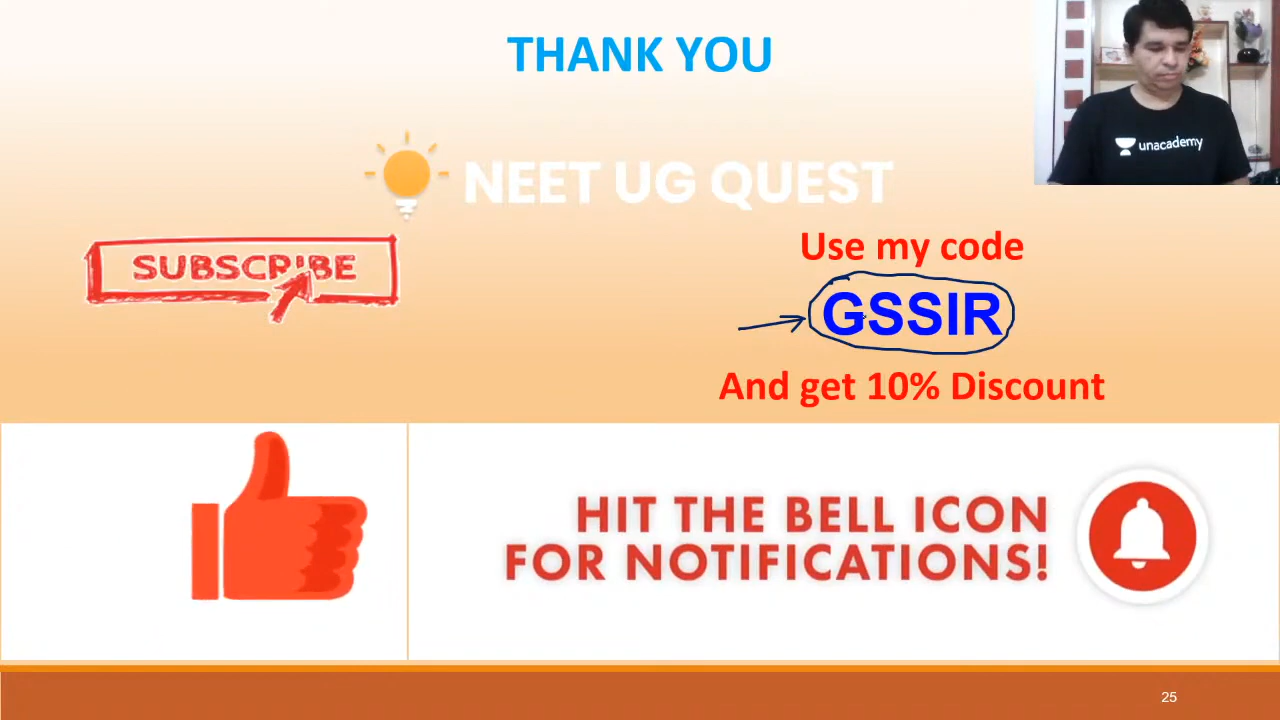 THANK YOU
unacademy
NEET UG QUEST
SUBSCRIBE
Use my code
GSSIR
And get 10% Discount
HIT THE BELL ICON
FOR NOTIFICATIONS!
25